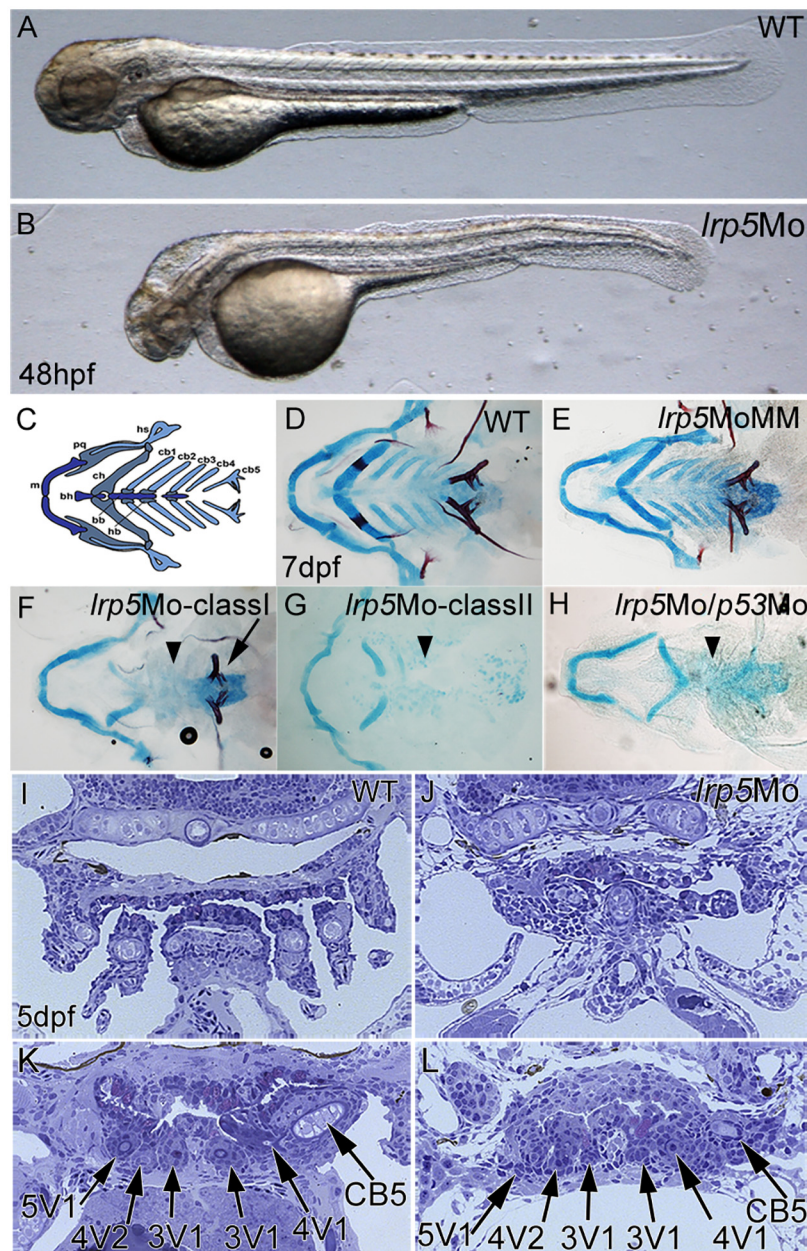 A WT
B lrp5Mo
48hpf
C
hs
pq
cb1
cb2
cb3
cb4
cb5
ch
m
bh
bb
hb
D WT
7dpf
E lrp5MoMM
F lrp5Mo-classI
G lrp5Mo-classII
H lrp5Mo/p53Mo
I WT
5dpf
J lrp5Mo
K
5V1
4V2
3V1
3V1
4V1
CB5
L
5V1
4V2
3V1
3V1
4V1
CB5